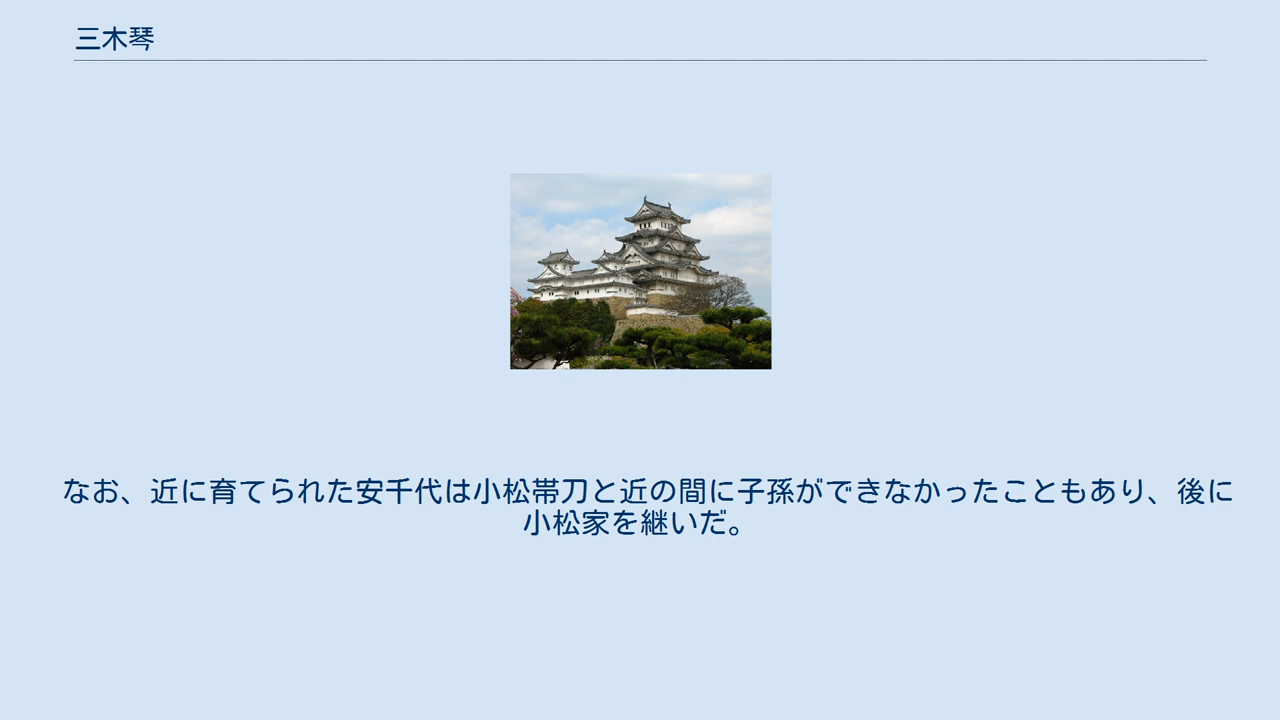 三木琴
なお、近に育てられた安千代は小松帯刀と近の間に子孫ができなかったこともあり、後に
小松家を継いだ。